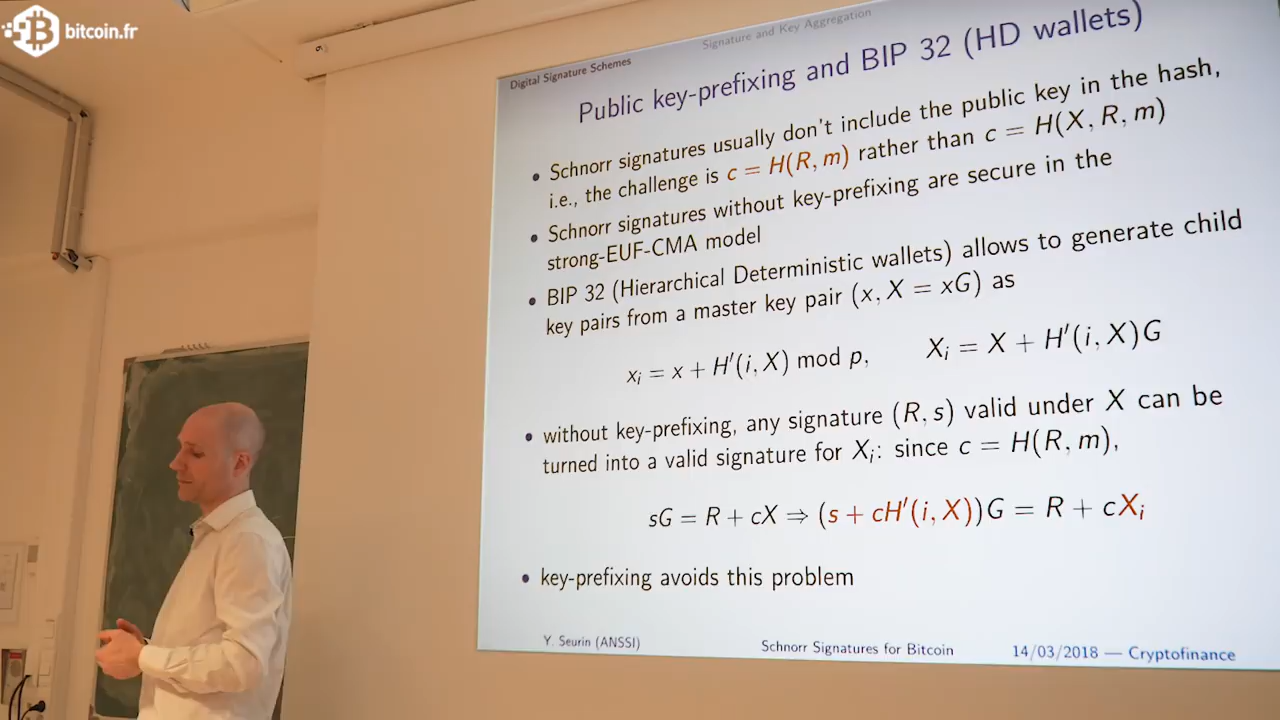 bitcoin.fr
Signature and Key Aggregation
Digital Signature Schemes
Public key-prefixing and BIP 32 (HD wallets)
• Schnorr signatures usually don't include the public key in the hash,
i.e., the challenge is c = H(R, m) rather than c = H(X, R, m)
• Schnorr signatures without key-prefixing are secure in the
strong-EUF-CMA model
• BIP 32 (Hierarchical Deterministic wallets) allows to generate child
key pairs from a master key pair (x, X = xG) as
xᵢ = x + H′(i, X) mod p, Xᵢ = X + H′(i, X)G
• without key-prefixing, any signature (R, s) valid under X can be
turned into a valid signature for Xᵢ: since c = H(R, m),
sG = R + cX ⇒ (s + cH′(i, X))G = R + cXᵢ
• key-prefixing avoids this problem
Y. Seurin (ANSSI) Schnorr Signatures for Bitcoin 14/03/2018 — Cryptofinance